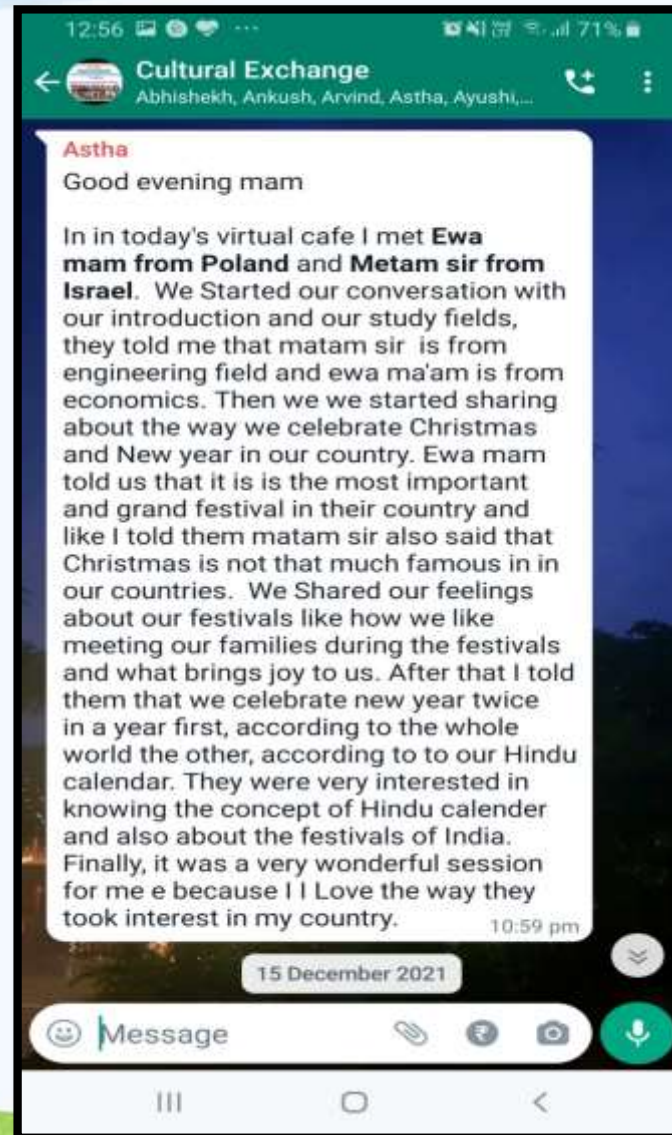 12:56 ...
71%
Cultural Exchange
Abhishekh, Ankush, Arvind, Astha, Ayushi,...
Astha
Good evening mam
In in today's virtual cafe I met Ewa
mam from Poland and Metam sir from
Israel. We Started our conversation with
our introduction and our study fields,
they told me that matam sir is from
engineering field and ewa ma'am is from
economics. Then we we started sharing
about the way we celebrate Christmas
and New year in our country. Ewa mam
told us that it is is the most important
and grand festival in their country and
like I told them matam sir also said that
Christmas is not that much famous in in
our countries. We Shared our feelings
about our festivals like how we like
meeting our families during the festivals
and what brings joy to us. After that I told
them that we celebrate new year twice
in a year first, according to the whole
world the other, according to to our Hindu
calendar. They were very interested in
knowing the concept of Hindu calender
and also about the festivals of India.
Finally, it was a very wonderful session
for me e because I I Love the way they
took interest in my country.
10:59 pm
15 December 2021
Message